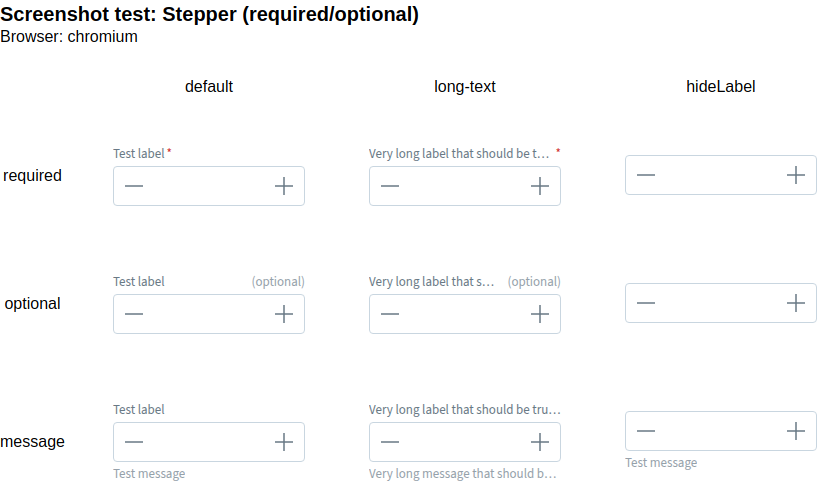 Screenshot test: Stepper (required/optional)
Browser: chromium
default long-text hideLabel
Test label * Very long label that should be t... *
required
Test label (optional) Very long label that s... (optional)
optional
Test label Very long label that should be tru...
message
Test message Very long message that should b... Test message